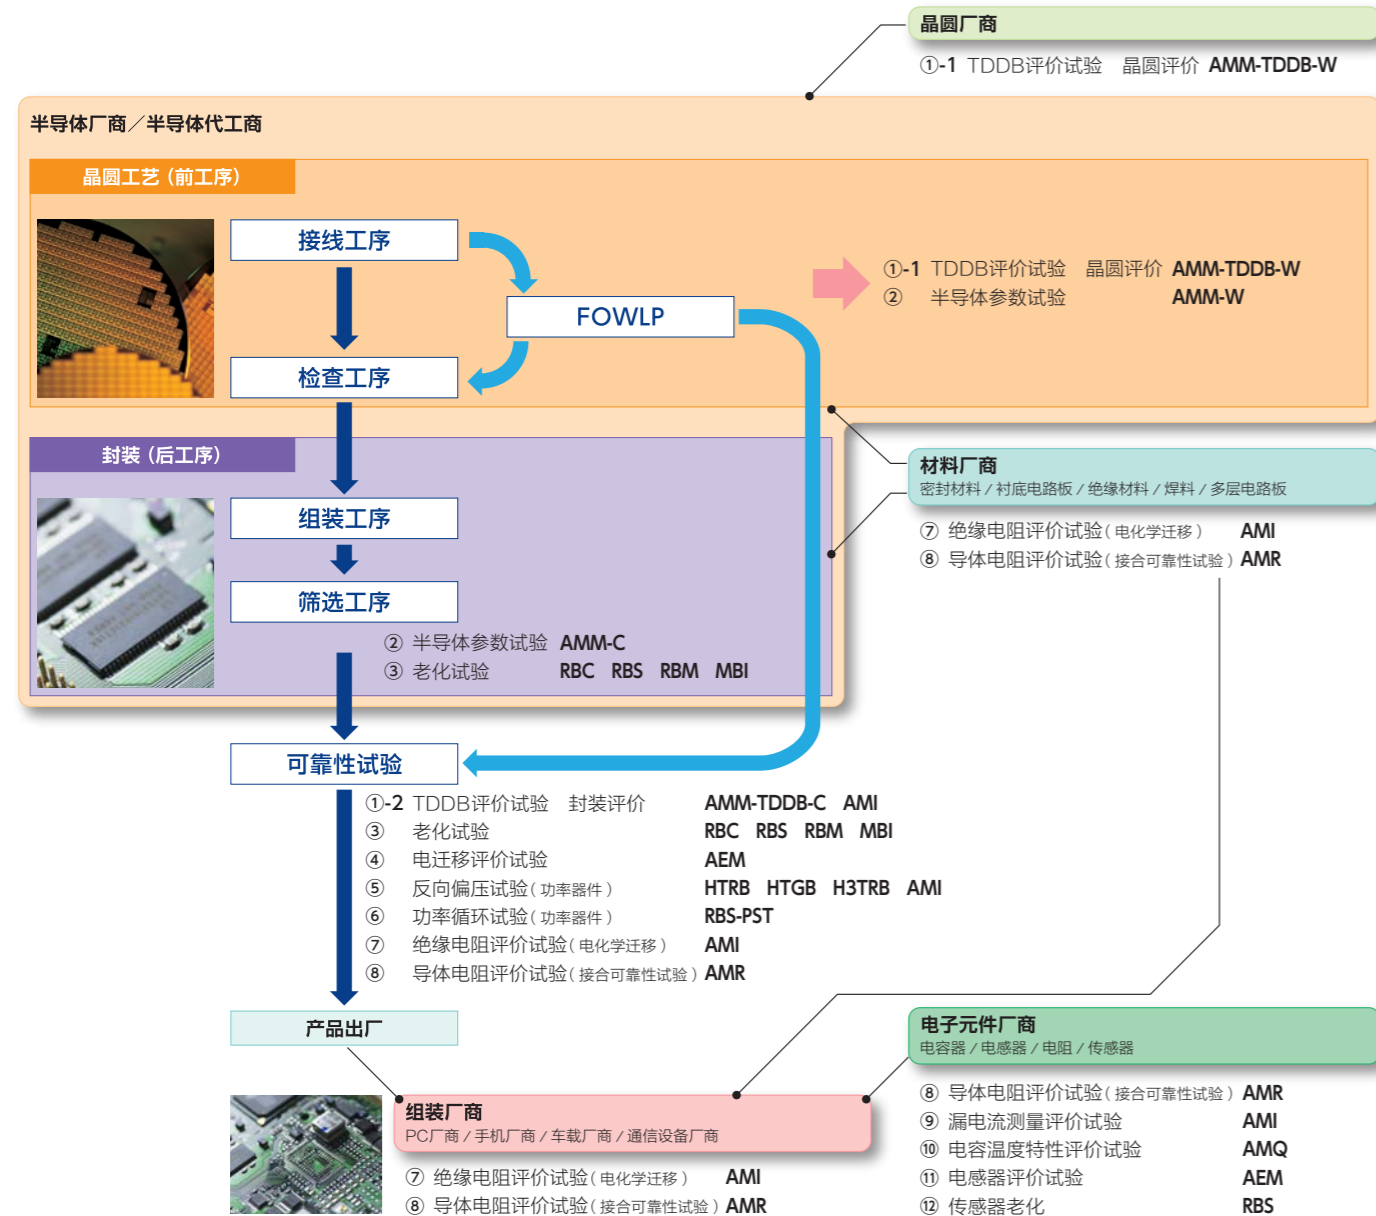 晶圆厂商
①-1 TDDB评价试验 晶圆评价 AMM-TDDB-W
半导体厂商／半导体代工商
晶圆工艺（前工序）
接线工序
FOWLP
检查工序
①-1 TDDB评价试验 晶圆评价 AMM-TDDB-W
② 半导体参数试验 AMM-W
封装（后工序）
组装工序
筛选工序
② 半导体参数试验 AMM-C
③ 老化试验 RBC RBS RBM MBI
材料厂商
密封材料 / 衬底电路板 / 绝缘材料 / 焊料 / 多层电路板
⑦ 绝缘电阻评价试验（电化学迁移） AMI
⑧ 导体电阻评价试验（接合可靠性试验） AMR
可靠性试验
①-2 TDDB评价试验 封装评价 AMM-TDDB-C AMI
③ 老化试验 RBC RBS RBM MBI
④ 电迁移评价试验 AEM
⑤ 反向偏压试验（功率器件） HTRB HTGB H3TRB AMI
⑥ 功率循环试验（功率器件） RBS-PST
⑦ 绝缘电阻评价试验（电化学迁移） AMI
⑧ 导体电阻评价试验（接合可靠性试验） AMR
产品出厂
组装厂商
PC厂商 / 手机厂商 / 车载厂商 / 通信设备厂商
⑦ 绝缘电阻评价试验（电化学迁移） AMI
⑧ 导体电阻评价试验（接合可靠性试验） AMR
电子元件厂商
电容器 / 电感器 / 电阻 / 传感器
⑧ 导体电阻评价试验（接合可靠性试验） AMR
⑨ 漏电流测量评价试验 AMI
⑩ 电容温度特性评价试验 AMQ
⑪ 电感器评价试验 AEM
⑫ 传感器老化 RBS